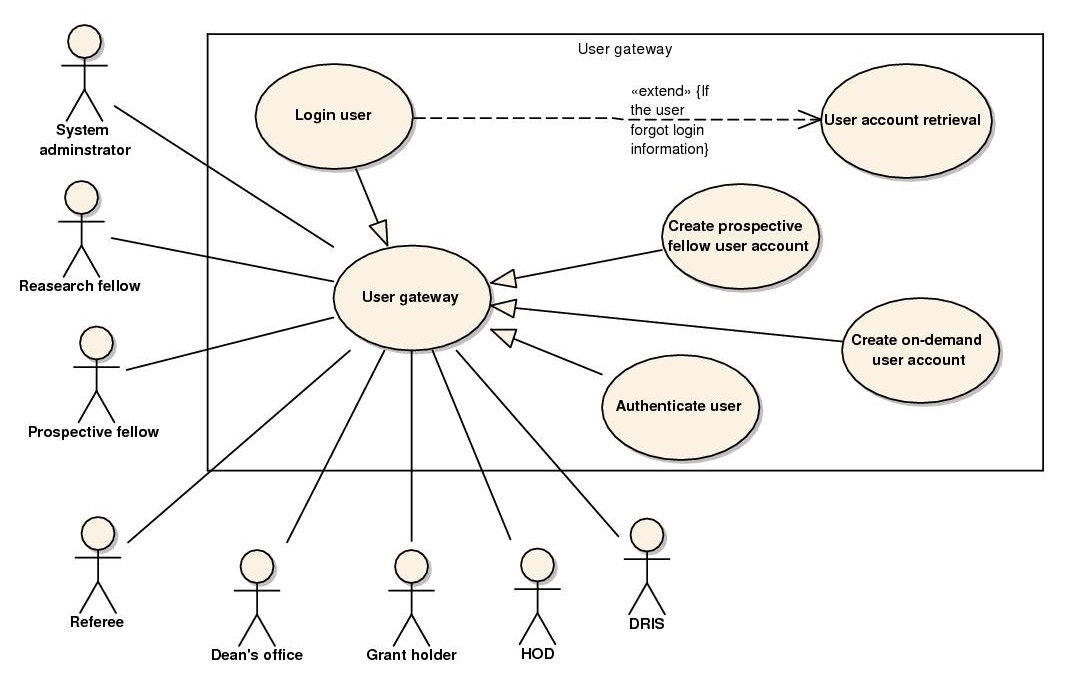 User gateway
System
adminstrator
Login user
«extend» {If
the user
forgot login
information}
User account retrieval
Reasearch fellow
Create prospective
fellow user account
User gateway
Create on-demand
user account
Prospective fellow
Authenticate user
Referee
Dean's office
Grant holder
HOD
DRIS